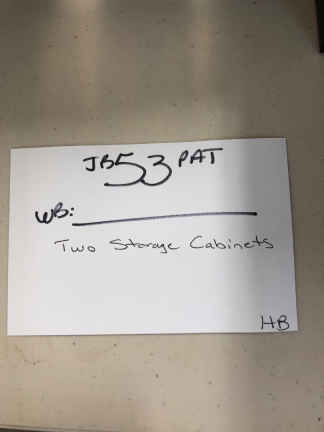 JB53 PAT
WB:
Two Storage Cabinets
HB